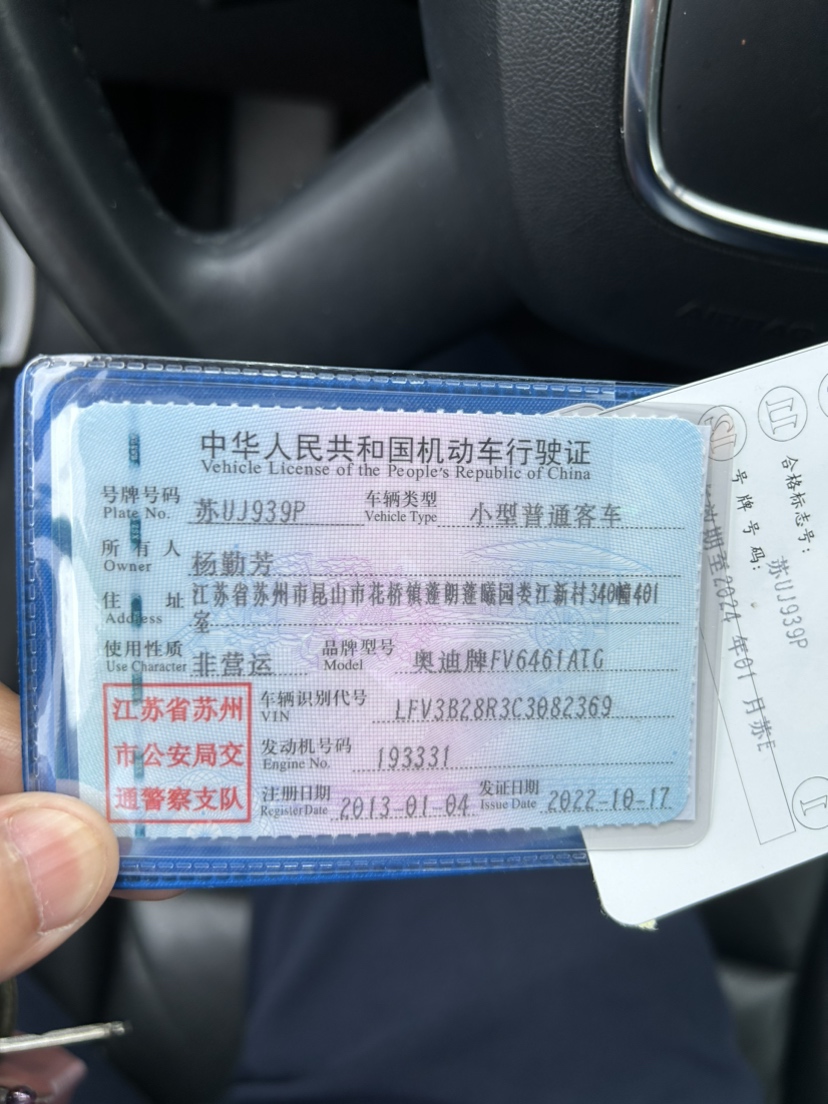 中华人民共和国机动车行驶证
Vehicle License of the People's Republic of China
号牌号码 苏UJ939P 车辆类型 小型普通客车
Plate No. Vehicle Type
所有人 杨勤芳
Owner
住址 江苏省苏州市昆山市花桥镇蓬朗蓬曦园娄江新村340幢401
Address 室
使用性质 非营运 品牌型号 奥迪牌FV6461ATG
Use Character Model
江苏省苏州
市公安局交
通警察支队
车辆识别代号 LFV3B28R3C3082369
VIN
发动机号码 193331
Engine No.
注册日期 2013-01-04 发证日期 2022-10-17
Register Date Issue Date
合格标志号:
号牌号码: 苏UJ939P
期至2024 年01 月苏E